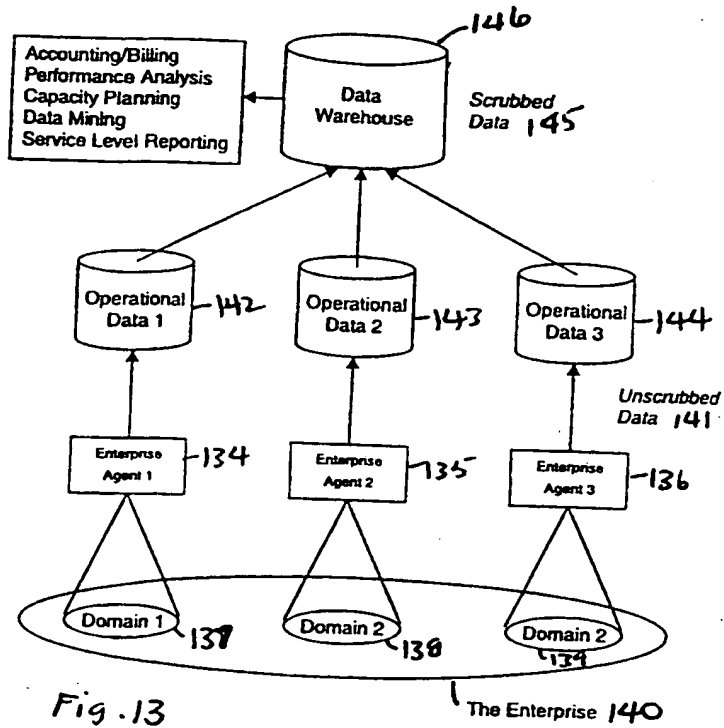 146
Accounting/Billing
Performance Analysis
Capacity Planning
Data Mining
Service Level Reporting
Data
Warehouse
Scrubbed
Data 145
Operational
Data 1
142
Operational
Data 2
143
Operational
Data 3
144
Unscrubbed
Data 141
Enterprise
Agent 1
134
Enterprise
Agent 2
135
Enterprise
Agent 3
136
Domain 1
137
Domain 2
138
Domain 2
139
Fig. 13
The Enterprise 140